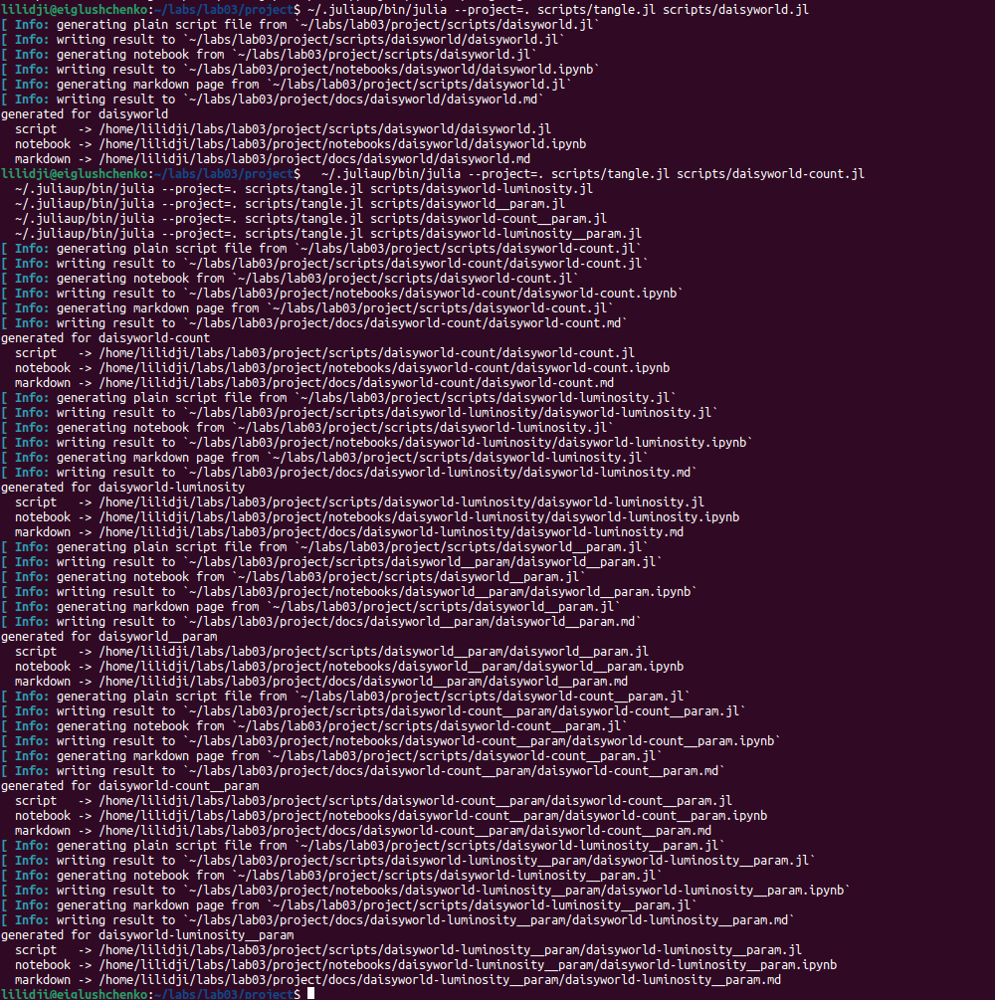 lilidji@eiglushchenko:~/labs/lab03/project$ ~/.juliaup/bin/julia --project=. scripts/tangle.jl scripts/daisyworld.jl
[ Info: generating plain script file from `~/labs/lab03/project/scripts/daisyworld.jl`
[ Info: writing result to `~/labs/lab03/project/scripts/daisyworld/daisyworld.jl`
[ Info: generating notebook from `~/labs/lab03/project/scripts/daisyworld.jl`
[ Info: writing result to `~/labs/lab03/project/notebooks/daisyworld/daisyworld.ipynb`
[ Info: generating markdown page from `~/labs/lab03/project/scripts/daisyworld.jl`
[ Info: writing result to `~/labs/lab03/project/docs/daisyworld/daisyworld.md`
generated for daisyworld
  script   -> /home/lilidji/labs/lab03/project/scripts/daisyworld/daisyworld.jl
  notebook -> /home/lilidji/labs/lab03/project/notebooks/daisyworld/daisyworld.ipynb
  markdown -> /home/lilidji/labs/lab03/project/docs/daisyworld/daisyworld.md
lilidji@eiglushchenko:~/labs/lab03/project$   ~/.juliaup/bin/julia --project=. scripts/tangle.jl scripts/daisyworld-count.jl
  ~/.juliaup/bin/julia --project=. scripts/tangle.jl scripts/daisyworld-luminosity.jl
  ~/.juliaup/bin/julia --project=. scripts/tangle.jl scripts/daisyworld__param.jl
  ~/.juliaup/bin/julia --project=. scripts/tangle.jl scripts/daisyworld-count__param.jl
  ~/.juliaup/bin/julia --project=. scripts/tangle.jl scripts/daisyworld-luminosity__param.jl
[ Info: generating plain script file from `~/labs/lab03/project/scripts/daisyworld-count.jl`
[ Info: writing result to `~/labs/lab03/project/scripts/daisyworld-count/daisyworld-count.jl`
[ Info: generating notebook from `~/labs/lab03/project/scripts/daisyworld-count.jl`
[ Info: writing result to `~/labs/lab03/project/notebooks/daisyworld-count/daisyworld-count.ipynb`
[ Info: generating markdown page from `~/labs/lab03/project/scripts/daisyworld-count.jl`
[ Info: writing result to `~/labs/lab03/project/docs/daisyworld-count/daisyworld-count.md`
generated for daisyworld-count
  script   -> /home/lilidji/labs/lab03/project/scripts/daisyworld-count/daisyworld-count.jl
  notebook -> /home/lilidji/labs/lab03/project/notebooks/daisyworld-count/daisyworld-count.ipynb
  markdown -> /home/lilidji/labs/lab03/project/docs/daisyworld-count/daisyworld-count.md
[ Info: generating plain script file from `~/labs/lab03/project/scripts/daisyworld-luminosity.jl`
[ Info: writing result to `~/labs/lab03/project/scripts/daisyworld-luminosity/daisyworld-luminosity.jl`
[ Info: generating notebook from `~/labs/lab03/project/scripts/daisyworld-luminosity.jl`
[ Info: writing result to `~/labs/lab03/project/notebooks/daisyworld-luminosity/daisyworld-luminosity.ipynb`
[ Info: generating markdown page from `~/labs/lab03/project/scripts/daisyworld-luminosity.jl`
[ Info: writing result to `~/labs/lab03/project/docs/daisyworld-luminosity/daisyworld-luminosity.md`
generated for daisyworld-luminosity
  script   -> /home/lilidji/labs/lab03/project/scripts/daisyworld-luminosity/daisyworld-luminosity.jl
  notebook -> /home/lilidji/labs/lab03/project/notebooks/daisyworld-luminosity/daisyworld-luminosity.ipynb
  markdown -> /home/lilidji/labs/lab03/project/docs/daisyworld-luminosity/daisyworld-luminosity.md
[ Info: generating plain script file from `~/labs/lab03/project/scripts/daisyworld__param.jl`
[ Info: writing result to `~/labs/lab03/project/scripts/daisyworld__param/daisyworld__param.jl`
[ Info: generating notebook from `~/labs/lab03/project/scripts/daisyworld__param.jl`
[ Info: writing result to `~/labs/lab03/project/notebooks/daisyworld__param/daisyworld__param.ipynb`
[ Info: generating markdown page from `~/labs/lab03/project/scripts/daisyworld__param.jl`
[ Info: writing result to `~/labs/lab03/project/docs/daisyworld__param/daisyworld__param.md`
generated for daisyworld__param
  script   -> /home/lilidji/labs/lab03/project/scripts/daisyworld__param/daisyworld__param.jl
  notebook -> /home/lilidji/labs/lab03/project/notebooks/daisyworld__param/daisyworld__param.ipynb
  markdown -> /home/lilidji/labs/lab03/project/docs/daisyworld__param/daisyworld__param.md
[ Info: generating plain script file from `~/labs/lab03/project/scripts/daisyworld-count__param.jl`
[ Info: writing result to `~/labs/lab03/project/scripts/daisyworld-count__param/daisyworld-count__param.jl`
[ Info: generating notebook from `~/labs/lab03/project/scripts/daisyworld-count__param.jl`
[ Info: writing result to `~/labs/lab03/project/notebooks/daisyworld-count__param/daisyworld-count__param.ipynb`
[ Info: generating markdown page from `~/labs/lab03/project/scripts/daisyworld-count__param.jl`
[ Info: writing result to `~/labs/lab03/project/docs/daisyworld-count__param/daisyworld-count__param.md`
generated for daisyworld-count__param
  script   -> /home/lilidji/labs/lab03/project/scripts/daisyworld-count__param/daisyworld-count__param.jl
  notebook -> /home/lilidji/labs/lab03/project/notebooks/daisyworld-count__param/daisyworld-count__param.ipynb
  markdown -> /home/lilidji/labs/lab03/project/docs/daisyworld-count__param/daisyworld-count__param.md
[ Info: generating plain script file from `~/labs/lab03/project/scripts/daisyworld-luminosity__param.jl`
[ Info: writing result to `~/labs/lab03/project/scripts/daisyworld-luminosity__param/daisyworld-luminosity__param.jl`
[ Info: generating notebook from `~/labs/lab03/project/scripts/daisyworld-luminosity__param.jl`
[ Info: writing result to `~/labs/lab03/project/notebooks/daisyworld-luminosity__param/daisyworld-luminosity__param.ipynb`
[ Info: generating markdown page from `~/labs/lab03/project/scripts/daisyworld-luminosity__param.jl`
[ Info: writing result to `~/labs/lab03/project/docs/daisyworld-luminosity__param/daisyworld-luminosity__param.md`
generated for daisyworld-luminosity__param
  script   -> /home/lilidji/labs/lab03/project/scripts/daisyworld-luminosity__param/daisyworld-luminosity__param.jl
  notebook -> /home/lilidji/labs/lab03/project/notebooks/daisyworld-luminosity__param/daisyworld-luminosity__param.ipynb
  markdown -> /home/lilidji/labs/lab03/project/docs/daisyworld-luminosity__param/daisyworld-luminosity__param.md
lilidji@eiglushchenko:~/labs/lab03/project$